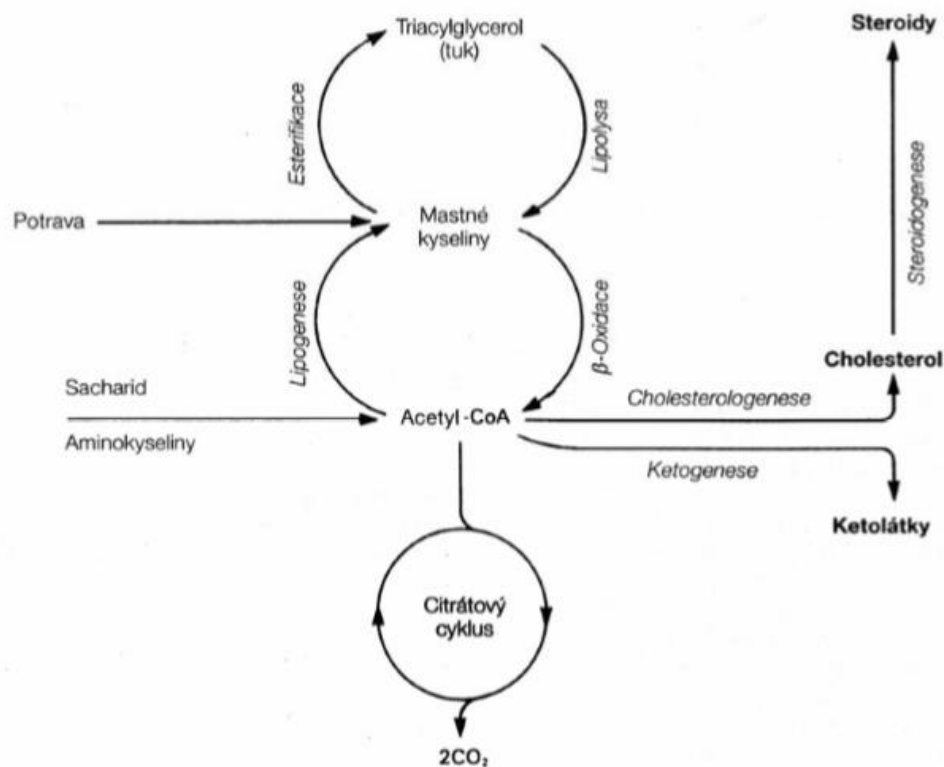 Triacylglycerol
(tuk)
Steroidy
Esterifikace
Lipolysa
Steroidogenese
Potrava
Mastné
kyseliny
Lipogenese
β-Oxidace
Cholesterol
Sacharid
Aminokyseliny
Acetyl-CoA
Cholesterologenese
Ketogenese
Ketolátky
Citrátový
cyklus
2CO₂